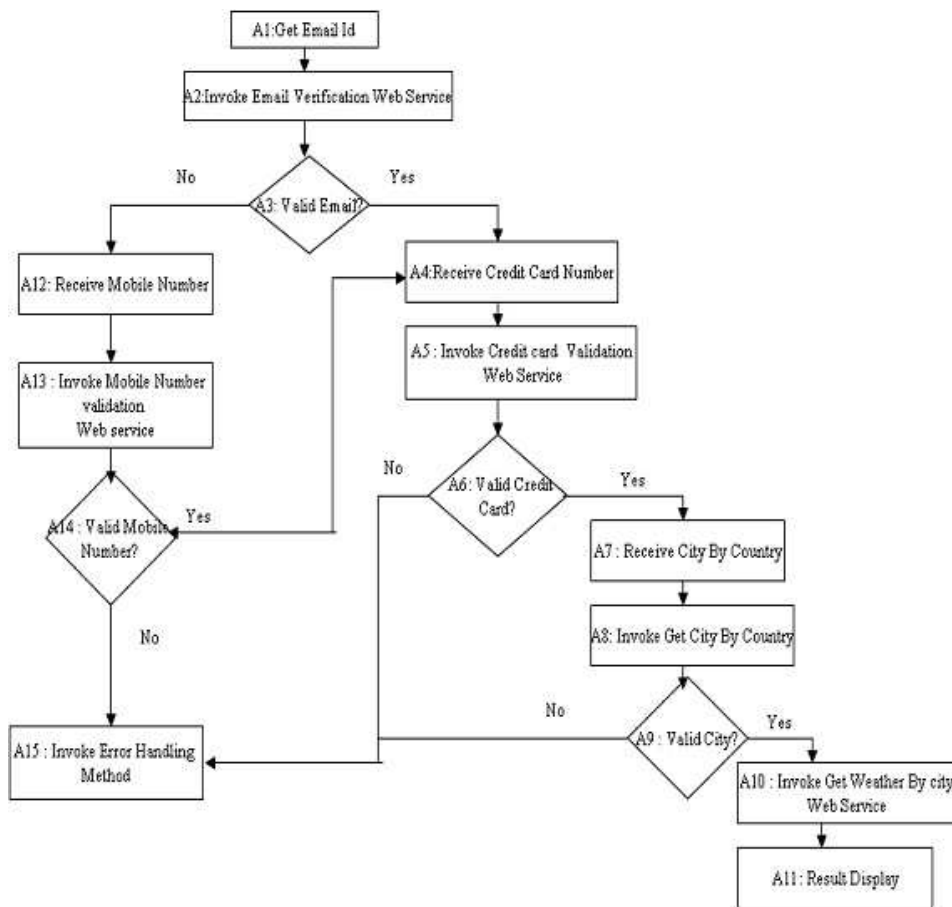 A1:Get Email Id
A2:Invoke Email Verification Web Service
No
Yes
A3: Valid Email?
A12: Receive Mobile Number
A4:Receive Credit Card Number
A5 : Invoke Credit card Validation
Web Service
A13 : Invoke Mobile Number
validation
Web service
No
A6: Valid Credit
Card?
Yes
A14 : Valid Mobile
Number?
Yes
A7 : Receive City By Country
No
A8: Invoke Get City By Country
No
A9 : Valid City?
Yes
A15 : Invoke Error Handling
Method
A10 : Invoke Get Weather By city
Web Service
A11: Result Display